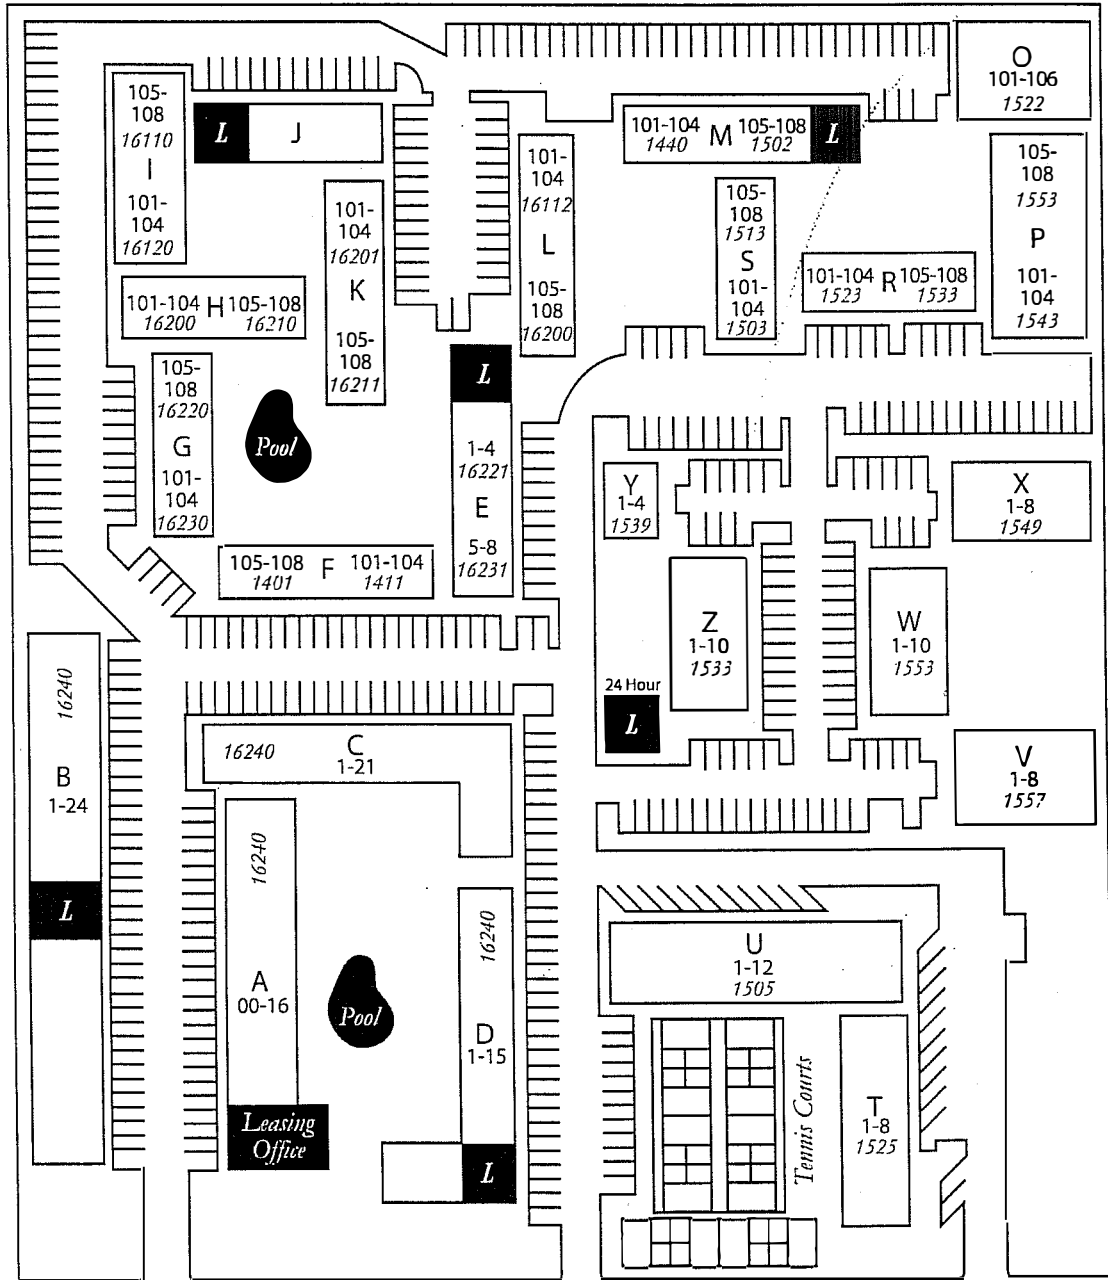 O
101-106
1522
105-
108
16110
I
101-
104
16120
L
J
101-104
1440
M
105-108
1502
L
101-
104
16112
L
105-
108
16200
105-
108
1553
P
101-
104
1543
101-
104
16201
K
105-
108
16211
105-
108
1513
S
101-
104
1503
101-104
1523
R
105-108
1533
101-104
16200
H
105-108
16210
105-
108
16220
G
101-
104
16230
Pool
L
1-4
16221
E
5-8
16231
105-108
1401
F
101-104
1411
Y
1-4
1539
X
1-8
1549
Z
1-10
1533
W
1-10
1553
24 Hour
L
16240
B
1-24
L
16240
C
1-21
V
1-8
1557
16240
A
00-16
Pool
16240
D
1-15
U
1-12
1505
Tennis Courts
T
1-8
1525
Leasing
Office
L